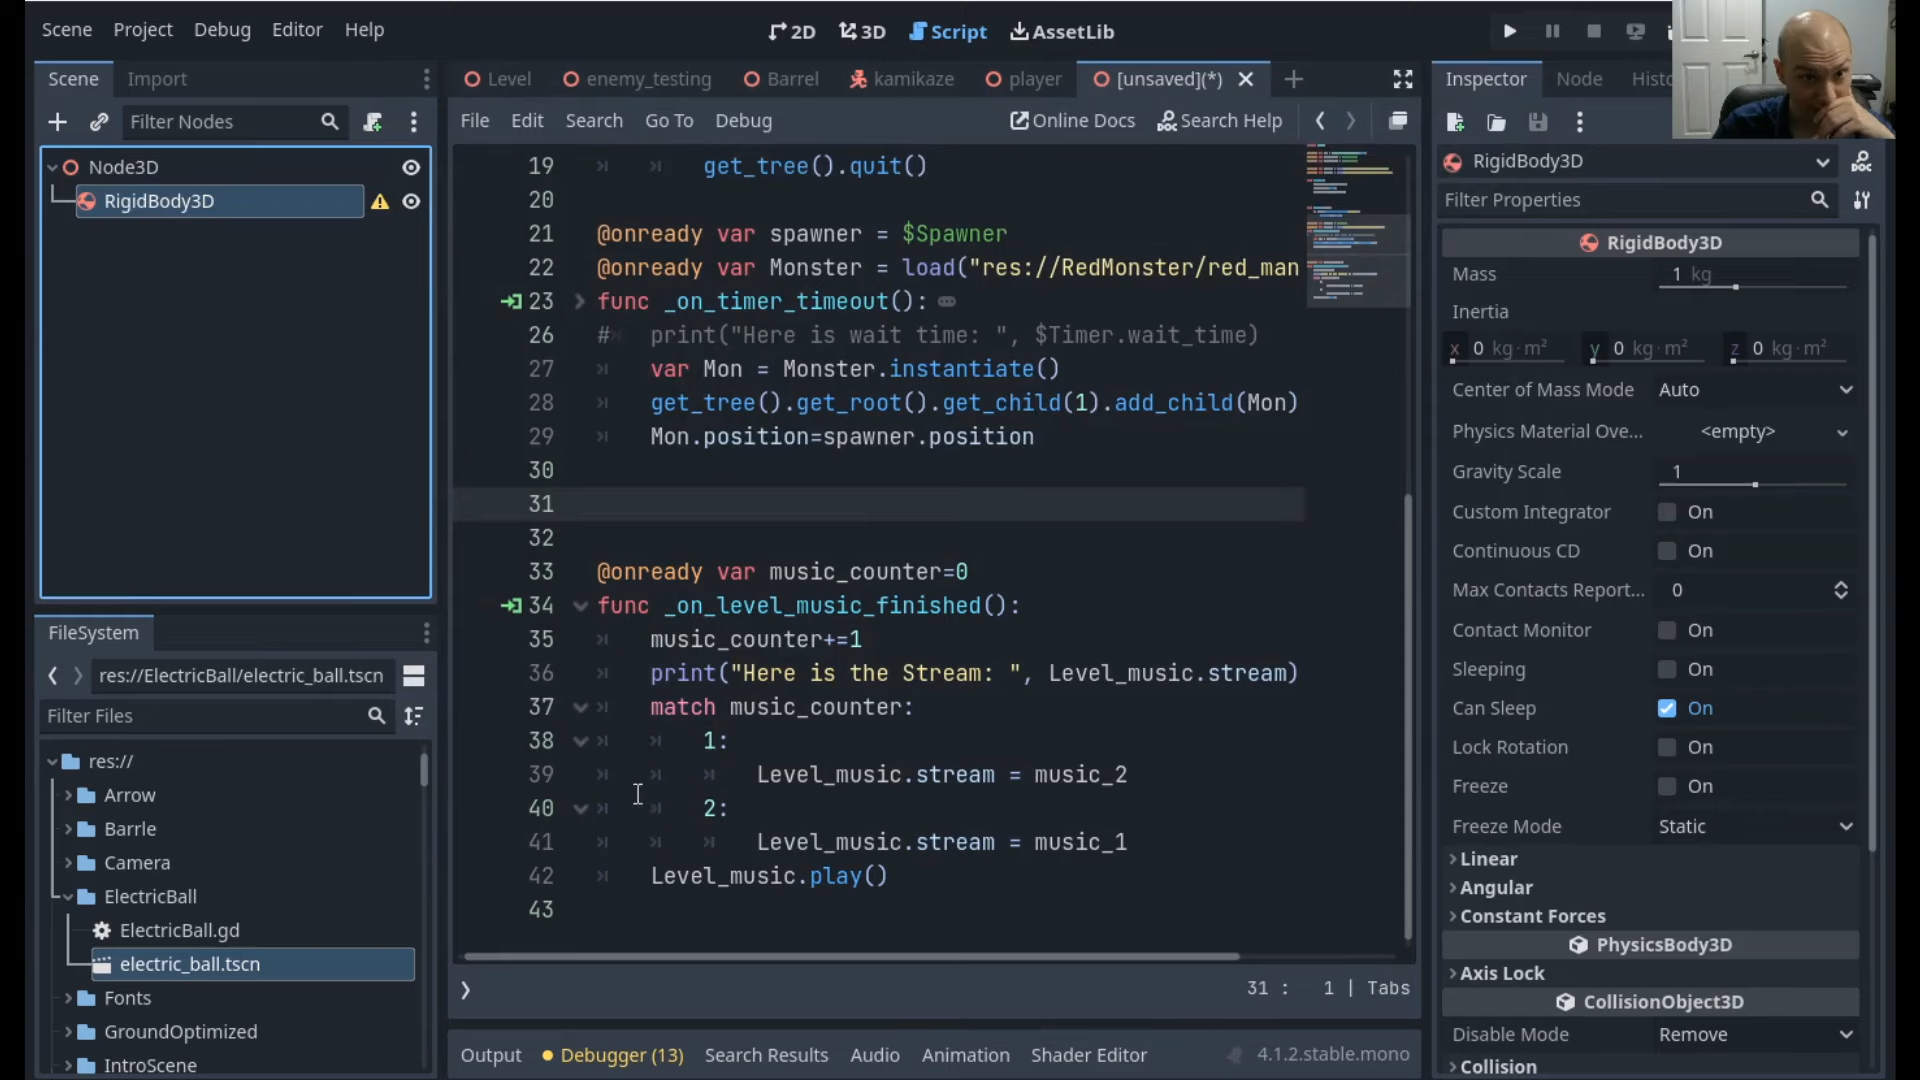 Scene Project Debug Editor Help
2D 3D Script AssetLib
Scene Import
Filter Nodes
Node3D
RigidBody3D
FileSystem
res://ElectricBall/electric_ball.tscn
Filter Files
res://
Arrow
Barrle
Camera
ElectricBall
ElectricBall.gd
electric_ball.tscn
Fonts
GroundOptimized
IntroScene
Level enemy_testing Barrel kamikaze player [unsaved](*)
File Edit Search Go To Debug Online Docs Search Help
19 get_tree().quit()
20
21 @onready var spawner = $Spawner
22 @onready var Monster = load("res://RedMonster/red_man
23 func _on_timer_timeout():
26 # print("Here is wait time: ", $Timer.wait_time)
27 var Mon = Monster.instantiate()
28 get_tree().get_root().get_child(1).add_child(Mon)
29 Mon.position=spawner.position
30
31
32
33 @onready var music_counter=0
34 func _on_level_music_finished():
35 music_counter+=1
36 print("Here is the Stream: ", Level_music.stream)
37 match music_counter:
38 1:
39 Level_music.stream = music_2
40 2:
41 Level_music.stream = music_1
42 Level_music.play()
43
31 : 1 | Tabs
Output Debugger (13) Search Results Audio Animation Shader Editor 4.1.2.stable.mono
Inspector Node Histo
RigidBody3D
Filter Properties
RigidBody3D
Mass 1 kg
Inertia
x 0 kg·m² y 0 kg·m² z 0 kg·m²
Center of Mass Mode Auto
Physics Material Ove... <empty>
Gravity Scale 1
Custom Integrator On
Continuous CD On
Max Contacts Report... 0
Contact Monitor On
Sleeping On
Can Sleep On
Lock Rotation On
Freeze On
Freeze Mode Static
Linear
Angular
Constant Forces
PhysicsBody3D
Axis Lock
CollisionObject3D
Disable Mode Remove
Collision